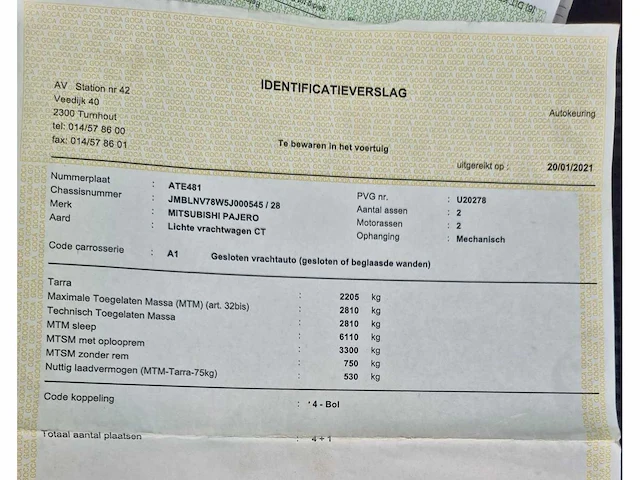 IDENTIFICATIEVERSLAG
AV Station nr 42
Veedijk 40
2300 Turnhout
tel: 014/57 86 00
fax: 014/57 86 01
Autokeuring
Te bewaren in het voertuig
uitgereikt op : 20/01/2021
Nummerplaat : ATE481
Chassisnummer : JMBLNV78W5J000545 / 28
Merk : MITSUBISHI PAJERO
Aard : Lichte vrachtwagen CT
PVG nr. : U20278
Aantal assen : 2
Motorassen : 2
Ophanging : Mechanisch
Code carrosserie : A1 Gesloten vrachtauto (gesloten of beglaasde wanden)
Tarra : 2205 kg
Maximale Toegelaten Massa (MTM) (art. 32bis) : 2810 kg
Technisch Toegelaten Massa : 2810 kg
MTM sleep : 6110 kg
MTSM met oplooprem : 3300 kg
MTSM zonder rem : 750 kg
Nuttig laadvermogen (MTM-Tarra-75kg) : 530 kg
Code koppeling : 4 - Bol
Totaal aantal plaatsen : 4 + 1